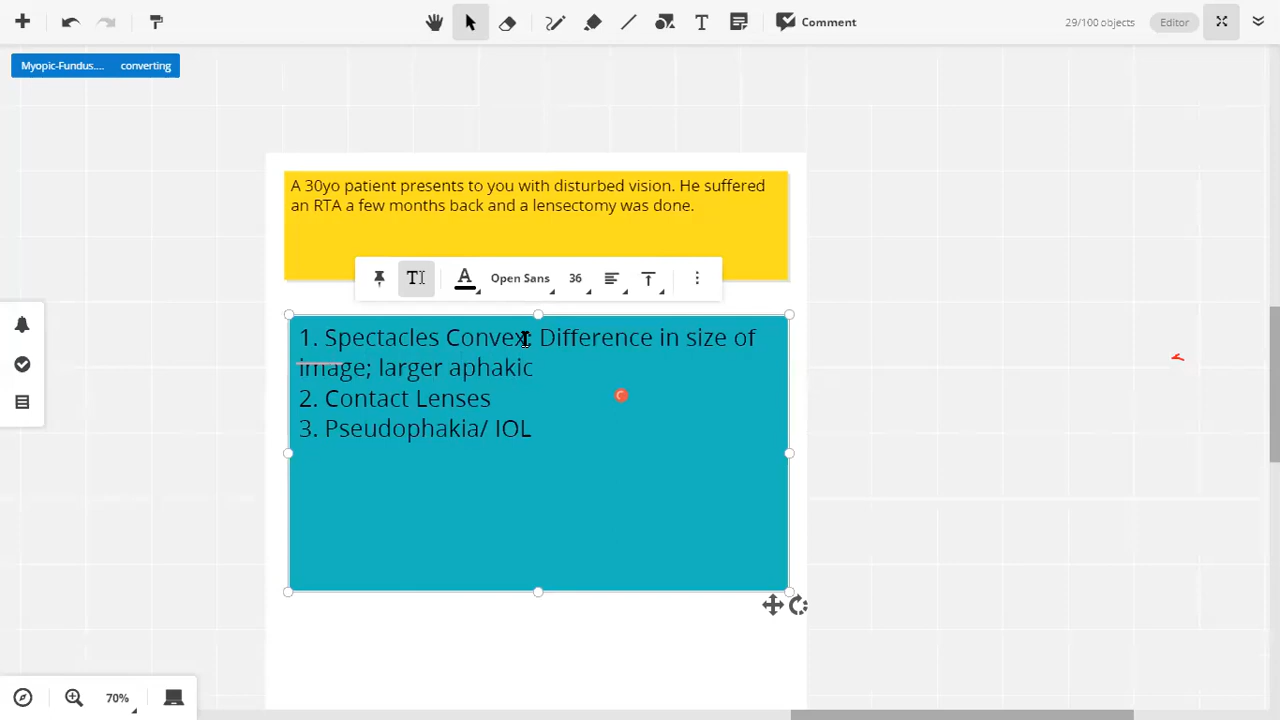 Comment
29/100 objects
Editor
Myopic-Fundus.... converting
A 30yo patient presents to you with disturbed vision. He suffered
an RTA a few months back and a lensectomy was done.
Open Sans
36
1. Spectacles Convex; Difference in size of
image; larger aphakic
2. Contact Lenses
3. Pseudophakia/ IOL
70%